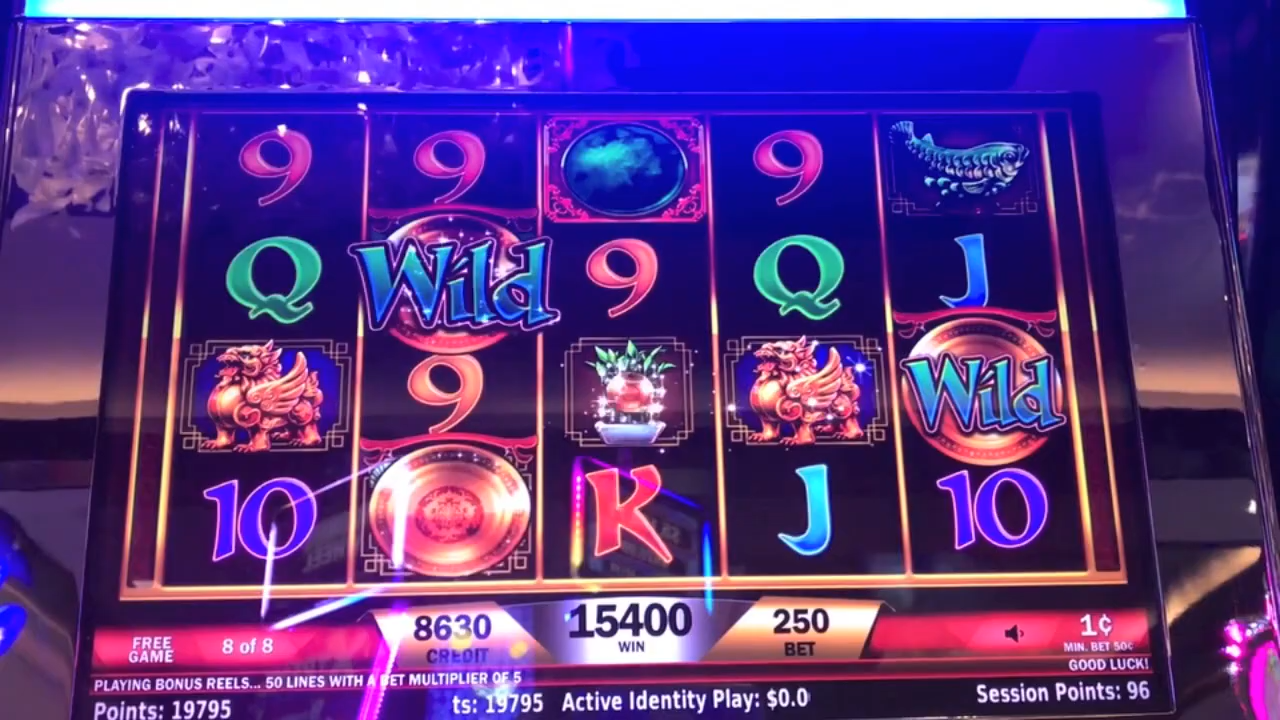 9 9 9
Q Wild 9 Q J
9 Wild
10 K J 10
FREE GAME 8 of 8 8630 CREDIT 15400 WIN 250 BET 1¢ MIN. BET 50¢
GOOD LUCK!
PLAYING BONUS REELS... 50 LINES WITH A BET MULTIPLIER OF 5
Points: 19795 ts: 19795 Active Identity Play: $0.0 Session Points: 96